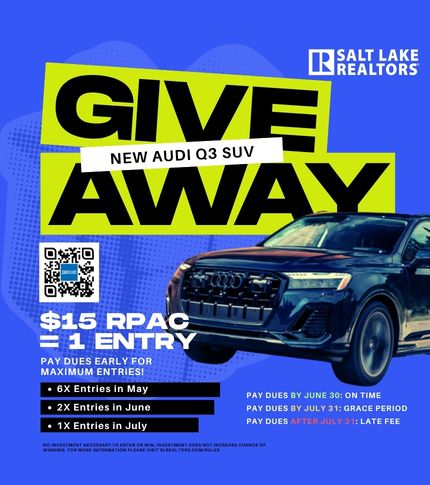 SALT LAKE
REALTORS
GIVE
NEW AUDI Q3 SUV
AWAY
$15 RPAC
= 1 ENTRY
PAY DUES EARLY FOR
MAXIMUM ENTRIES!
• 6X Entries in May
• 2X Entries in June
• 1X Entries in July
PAY DUES BY JUNE 30: ON TIME
PAY DUES BY JULY 31: GRACE PERIOD
PAY DUES AFTER JULY 31: LATE FEE
NO INVESTMENT NECESSARY TO ENTER OR WIN. INVESTMENT DOES NOT INCREASE CHANCE OF
WINNING. FOR MORE INFORMATION PLEASE VISIT SLREALTORS.COM/RULES